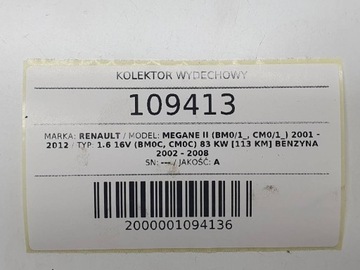 KOLEKTOR WYDECHOWY
109413
MARKA: RENAULT / MODEL: MEGANE II (BM0/1_, CM0/1_) 2001 -
2012 / TYP: 1.6 16V (BM0C, CM0C) 83 KW [113 KM] BENZYNA
2002 - 2008
SN: --- / JAKOŚĆ: A
2000001094136